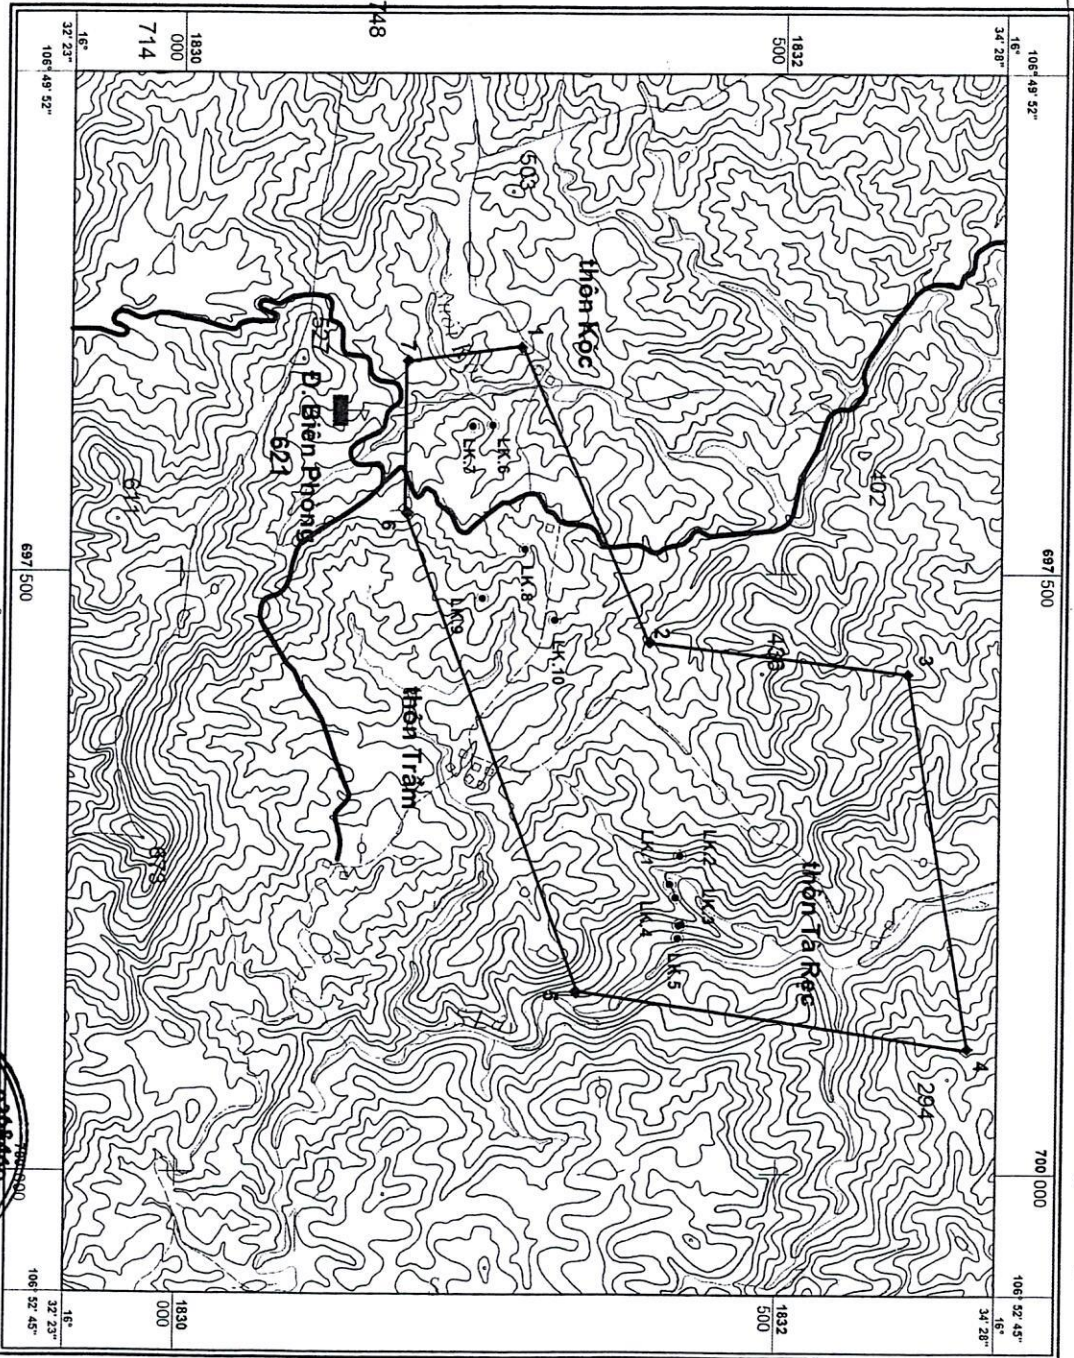 106° 49' 52"
16°
34' 28"
697 500
700 000
106° 52' 45"
16°
34' 28"
1832
500
1832
500
402
294
thôn Kọc
thôn Tà Rẹc
3
4
2
1
503
LK.2
LK.3
LK.1
LK.4
LK.5
LK.6
LK.7
LK.8
LK.9
LK.10
5
6
7
748
thôn Trầm
527
Đ. Biên Phòng
621
1830
000
1830
000
714
16°
32' 23"
106° 49' 52"
697 500
16°
32' 23"
106° 52' 45"